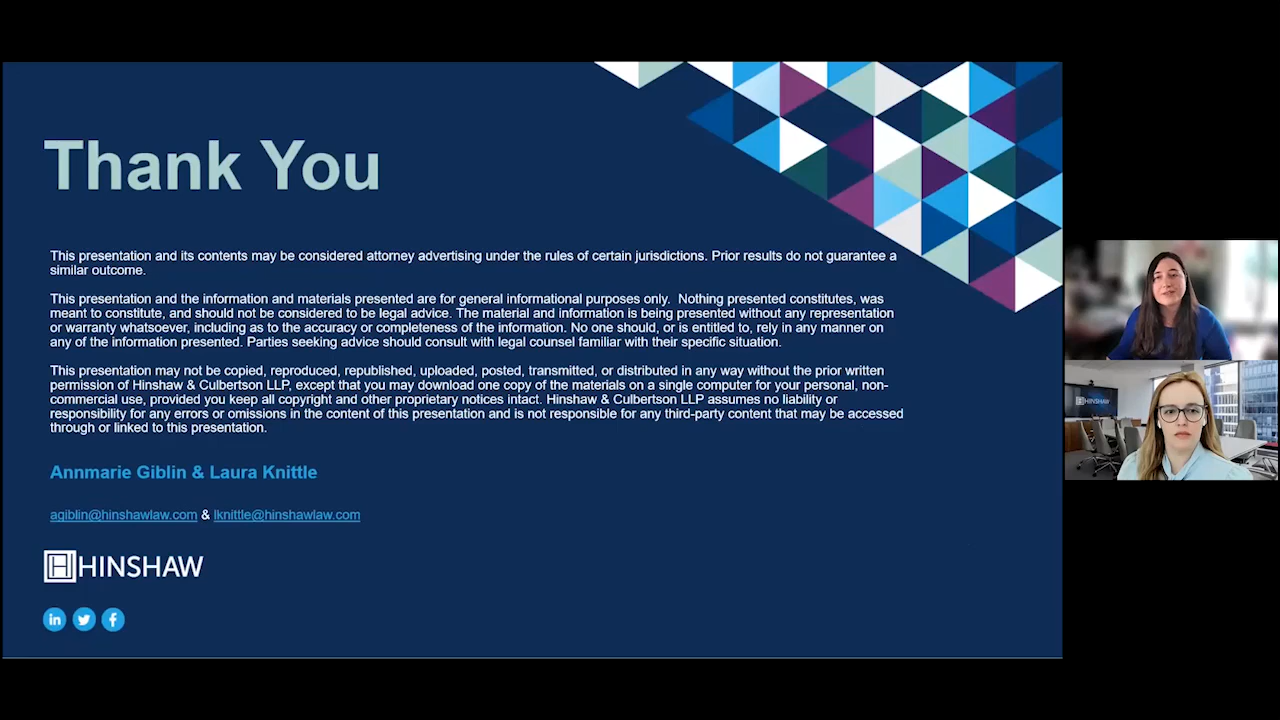 Thank You
This presentation and its contents may be considered attorney advertising under the rules of certain jurisdictions. Prior results do not guarantee a
similar outcome.
This presentation and the information and materials presented are for general informational purposes only.  Nothing presented constitutes, was
meant to constitute, and should not be considered to be legal advice. The material and information is being presented without any representation
or warranty whatsoever, including as to the accuracy or completeness of the information. No one should, or is entitled to, rely in any manner on
any of the information presented. Parties seeking advice should consult with legal counsel familiar with their specific situation.
This presentation may not be copied, reproduced, republished, uploaded, posted, transmitted, or distributed in any way without the prior written
permission of Hinshaw & Culbertson LLP, except that you may download one copy of the materials on a single computer for your personal, non-
commercial use, provided you keep all copyright and other proprietary notices intact. Hinshaw & Culbertson LLP assumes no liability or
responsibility for any errors or omissions in the content of this presentation and is not responsible for any third-party content that may be accessed
through or linked to this presentation.
Annmarie Giblin & Laura Knittle
agiblin@hinshawlaw.com & lknittle@hinshawlaw.com
HINSHAW
in
f
HINSHAW